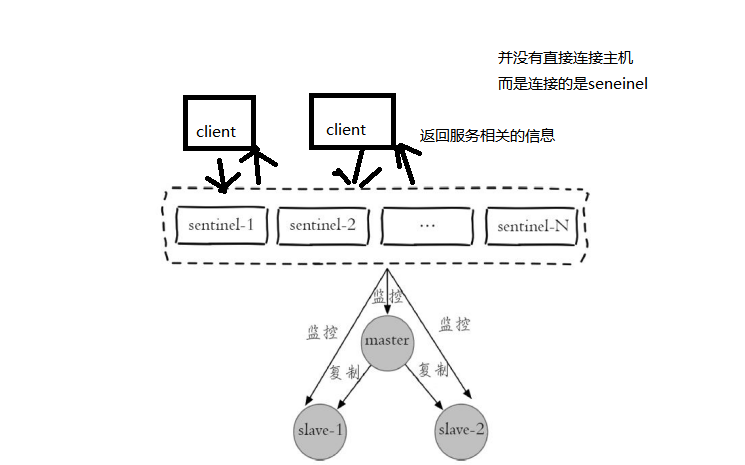 并没有直接连接主机
而是连接的是seneinel
client
client
返回服务相关的信息
sentinel-1
sentinel-2
...
sentinel-N
监控
监控
监控
master
复制
复制
slave-1
slave-2